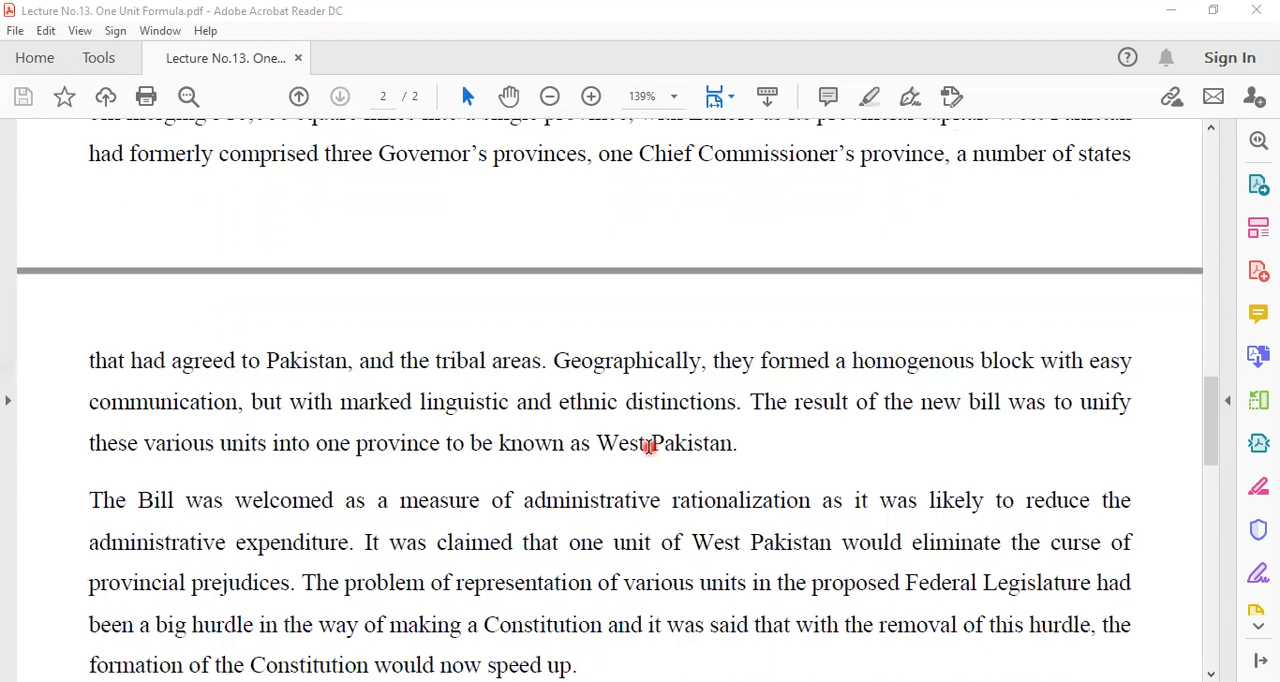 Lecture No.13. One Unit Formula.pdf - Adobe Acrobat Reader DC
File Edit View Sign Window Help
Home Tools Lecture No.13. One... × Sign In
2 / 2 139%
had formerly comprised three Governor's provinces, one Chief Commissioner's province, a number of states
that had agreed to Pakistan, and the tribal areas. Geographically, they formed a homogenous block with easy
communication, but with marked linguistic and ethnic distinctions. The result of the new bill was to unify
these various units into one province to be known as West Pakistan.
The Bill was welcomed as a measure of administrative rationalization as it was likely to reduce the
administrative expenditure. It was claimed that one unit of West Pakistan would eliminate the curse of
provincial prejudices. The problem of representation of various units in the proposed Federal Legislature had
been a big hurdle in the way of making a Constitution and it was said that with the removal of this hurdle, the
formation of the Constitution would now speed up.